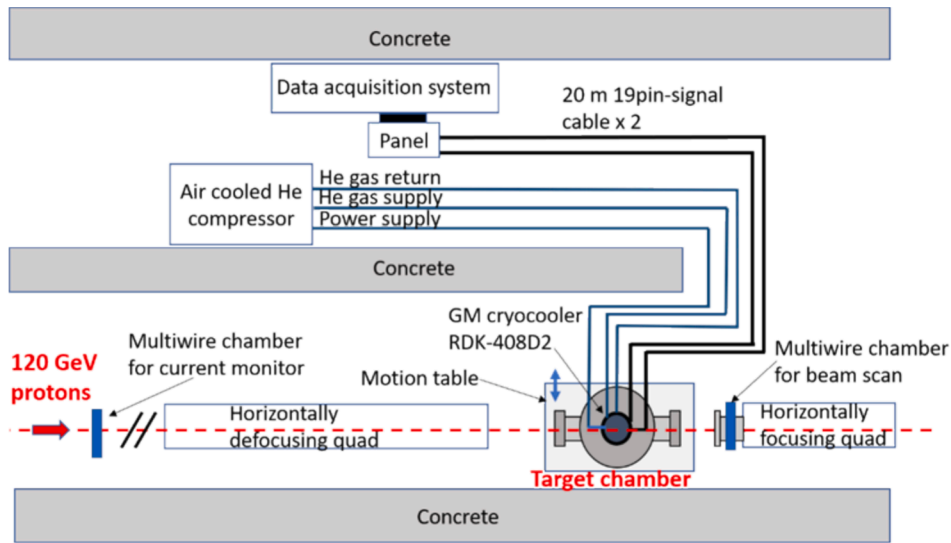 Concrete
Data acquisition system
20 m 19pin-signal
cable x 2
Panel
Air cooled He
compressor
He gas return
He gas supply
Power supply
Concrete
GM cryocooler
RDK-408D2
Multiwire chamber
for current monitor
Multiwire chamber
for beam scan
120 GeV
protons
Motion table
Horizontally
defocusing quad
Horizontally
focusing quad
Target chamber
Concrete